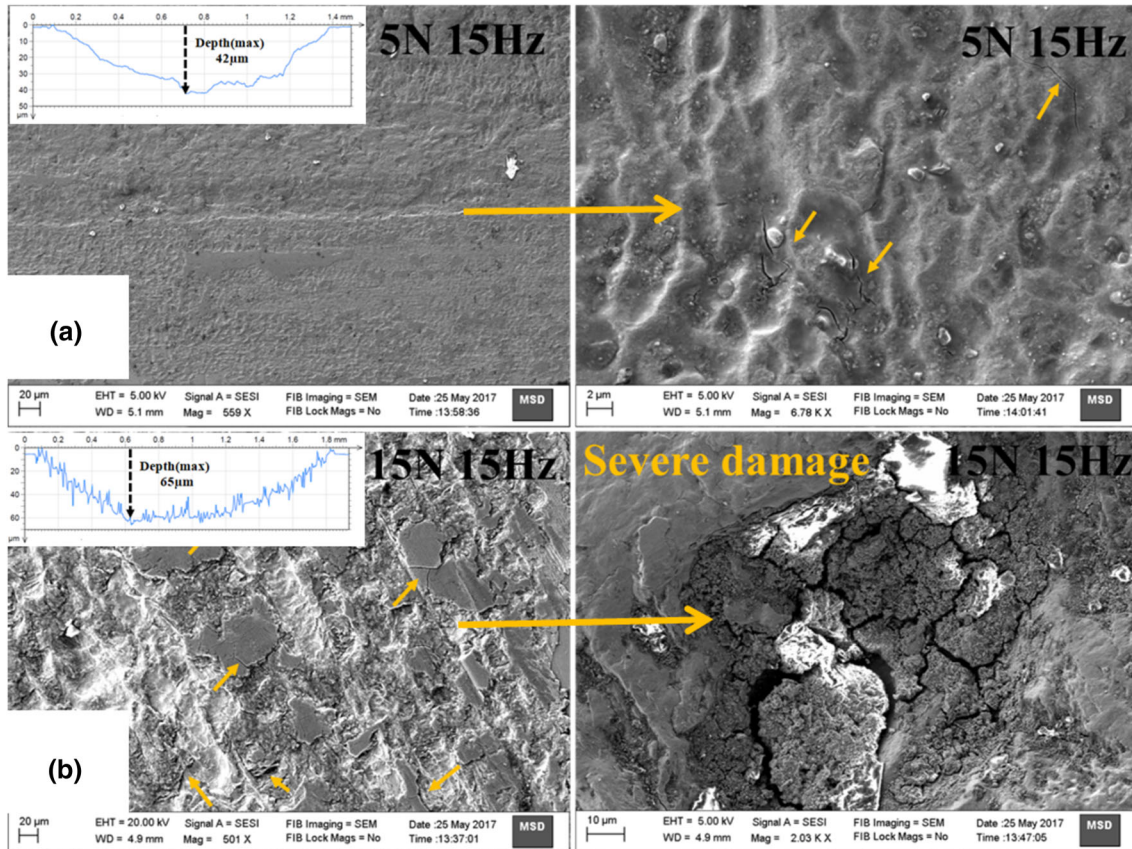 0 0.2 0.4 0.6 0.8 1.0 1.2 1.4 mm
0
10
20
30
40
50
µm
Depth(max)
42µm
5N 15Hz
(a)
20 µm
EHT = 5.00 kV Signal A = SESI FIB Imaging = SEM Date :25 May 2017
WD = 5.1 mm Mag = 559 X FIB Lock Mags = No Time :13:58:36
MSD
5N 15Hz
2 µm
EHT = 5.00 kV Signal A = SESI FIB Imaging = SEM Date :25 May 2017
WD = 5.1 mm Mag = 6.78 K X FIB Lock Mags = No Time :14:01:41
MSD
0 0.2 0.4 0.6 0.8 1.0 1.2 1.4 1.6 1.8 mm
0
20
40
60
µm
Depth(max)
65µm
15N 15Hz
(b)
20 µm
EHT = 20.00 kV Signal A = SESI FIB Imaging = SEM Date :25 May 2017
WD = 4.9 mm Mag = 501 X FIB Lock Mags = No Time :13:37:01
MSD
Severe damage
15N 15Hz
10 µm
EHT = 5.00 kV Signal A = SESI FIB Imaging = SEM Date :25 May 2017
WD = 4.9 mm Mag = 2.03 K X FIB Lock Mags = No Time :13:47:05
MSD